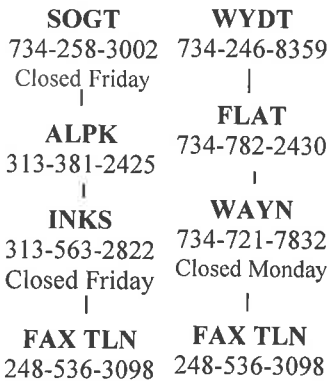 SOGT
734-258-3002
Closed Friday
ALPK
313-381-2425
INKS
313-563-2822
Closed Friday
FAX TLN
248-536-3098
WYDT
734-246-8359
FLAT
734-782-2430
WAYN
734-721-7832
Closed Monday
FAX TLN
248-536-3098